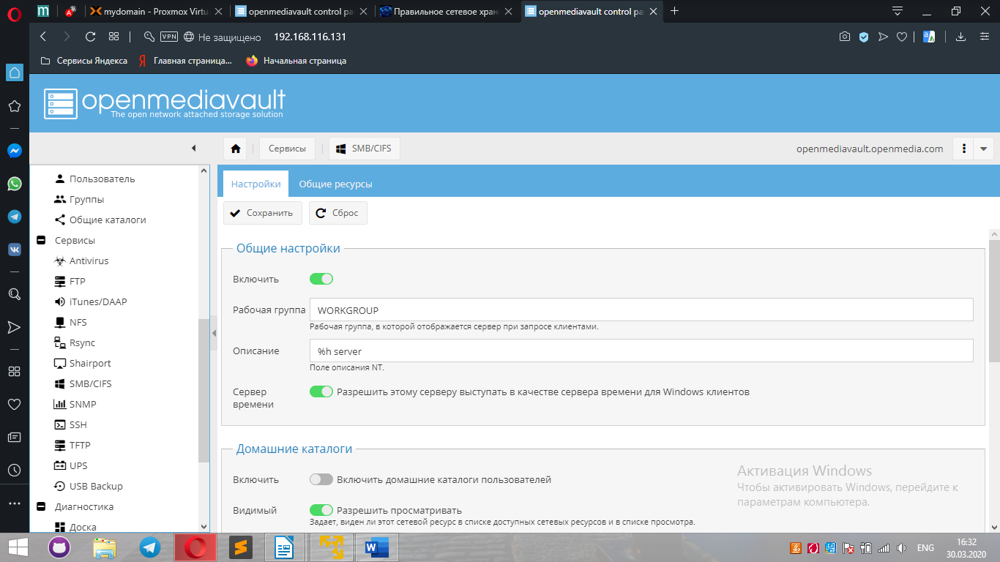 mydomain - Proxmox Virtu
openmediavault control pa
Правильное сетевое хран
openmediavault control pa
VPN
Не защищено
192.168.116.131
Сервисы Яндекса
Главная страница...
Начальная страница
openmediavault
The open network attached storage solution
Сервисы
SMB/CIFS
openmediavault.openmedia.com
Пользователь
Группы
Общие каталоги
Сервисы
Antivirus
FTP
iTunes/DAAP
NFS
Rsync
Shairport
SMB/CIFS
SNMP
SSH
TFTP
UPS
USB Backup
Диагностика
Доска
Настройки
Общие ресурсы
Сохранить
Сброс
Общие настройки
Включить
Рабочая группа
WORKGROUP
Рабочая группа, в которой отображается сервер при запросе клиентами.
Описание
%h server
Поле описания NT.
Сервер
времени
Разрешить этому серверу выступать в качестве сервера времени для Windows клиентов
Домашние каталоги
Включить
Включить домашние каталоги пользователей
Видимый
Разрешить просматривать
Задает, виден ли этот сетевой ресурс в списке доступных сетевых ресурсов и в списке просмотра.
Активация Windows
Чтобы активировать Windows, перейдите к
параметрам компьютера.
ENG
16:32
30.03.2020